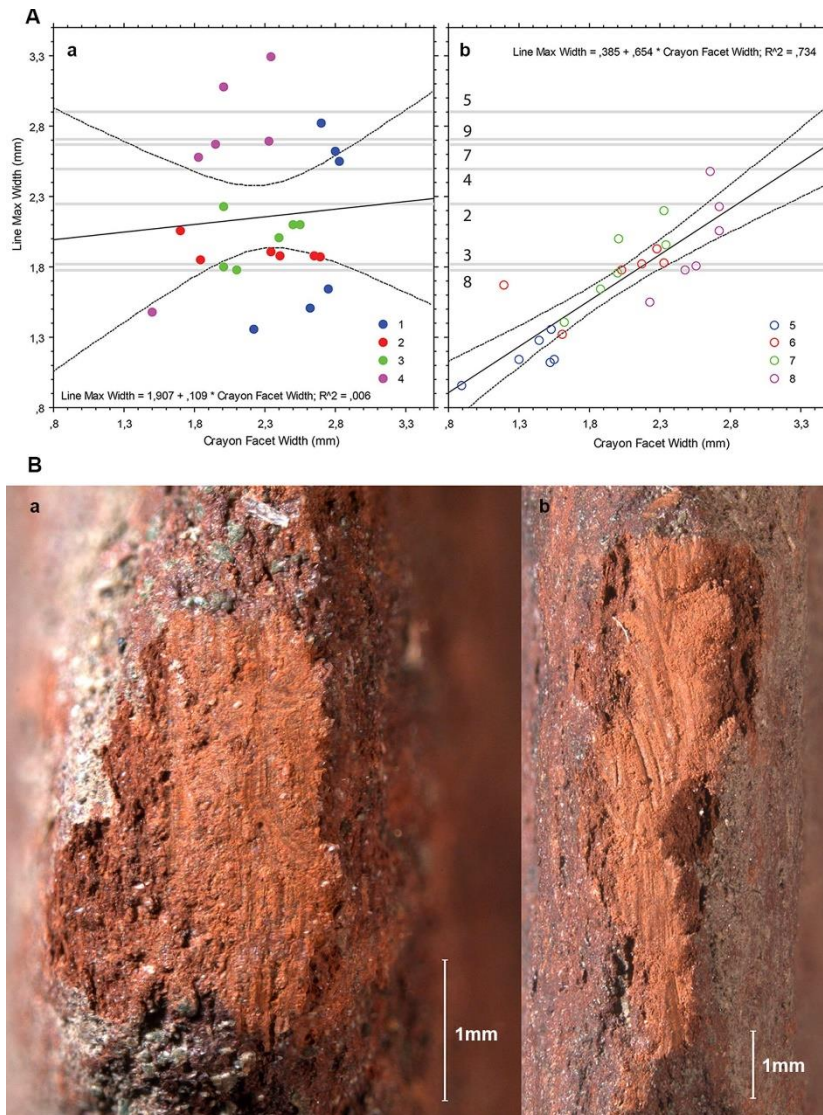 A
a
3,3
2,8
2,3
1,8
1,3
,8
Line Max Width (mm)
1
2
3
4
Line Max Width = 1,907 + ,109 * Crayon Facet Width; R^2 = ,006
,8 1,3 1,8 2,3 2,8 3,3
Crayon Facet Width (mm)
b
Line Max Width = ,385 + ,654 * Crayon Facet Width; R^2 = ,734
5
9
7
4
2
3
8
Line Max Width (mm)
5
6
7
8
,8 1,3 1,8 2,3 2,8 3,3
Crayon Facet Width (mm)
B
a
1mm
b
1mm